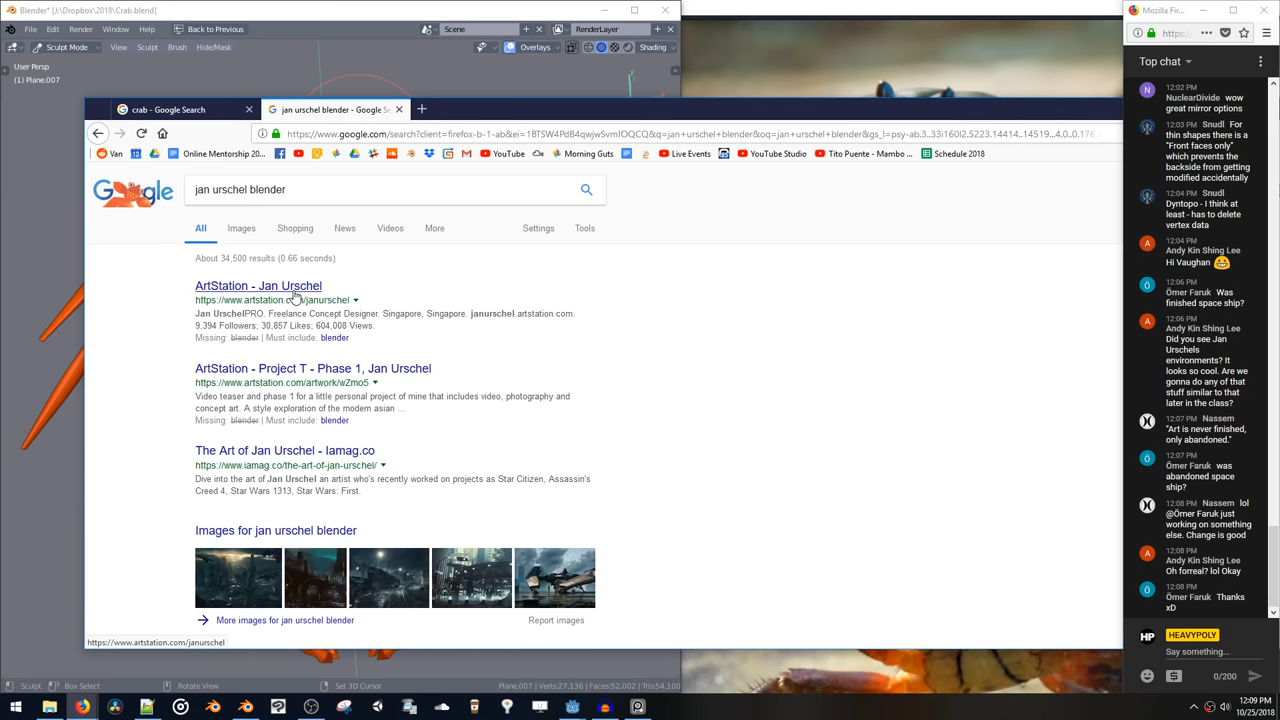 Blender* [J:\Dropbox\2018\Crab.blend]
File Edit Render Window Help Back to Previous Scene RenderLayer
Sculpt Mode View Sculpt Brush Hide/Mask Overlays Shading
User Persp
(1) Plane.007
crab - Google Search
jan urschel blender - Google Se
https://www.google.com/search?client=firefox-b-1-ab&ei=1BTSW4PdB4qwjwSvmIOQCQ&q=jan+urschel+blender&oq=jan+urschel+blender&gs_l=psy-ab.3..33i160l2.5223.14414..14519...4.0..0.176.
Van
Online Mentorship 20...
YouTube
Morning Guts
Live Events
YouTube Studio
Tito Puente - Mambo ...
Schedule 2018
Google
jan urschel blender
All Images Shopping News Videos More Settings Tools
About 34,500 results (0.66 seconds)
ArtStation - Jan Urschel
https://www.artstation.com/janurschel
Jan UrschelPRO. Freelance Concept Designer. Singapore, Singapore. janurschel.artstation.com.
9,394 Followers; 30,857 Likes; 604,008 Views.
Missing: blender | Must include: blender
ArtStation - Project T - Phase 1, Jan Urschel
https://www.artstation.com/artwork/wZmo5
Video teaser and phase 1 for a little personal project of mine that includes video, photography and
concept art. A style exploration of the modern asian ...
Missing: blender | Must include: blender
The Art of Jan Urschel - Iamag.co
https://www.iamag.co/the-art-of-jan-urschel/
Dive into the art of Jan Urschel an artist who's recently worked on projects as Star Citizen, Assassin's
Creed 4, Star Wars 1313, Star Wars: First.
Images for jan urschel blender
More images for jan urschel blender
Report images
https://www.artstation.com/janurschel
Sculpt Box Select Rotate View Set 3D Cursor Plane.007 | Verts:27,136 | Faces:52,002 | Tris:54,100
Mozilla Fir...
https:/
Top chat
12:02 PM
NuclearDivide wow
great mirror options
12:03 PM Snudl For
thin shapes there is a
"Front faces only"
which prevents the
backside from getting
modified accidentally
12:04 PM Snudl
Dyntopo - I think at
least - has to delete
vertex data
12:04 PM
Andy Kin Shing Lee
Hi Vaughan
12:06 PM
Ömer Faruk
Was
finished space ship?
12:06 PM
Andy Kin Shing Lee
Did you see Jan
Urschels
environments? It
looks so cool. Are we
gonna do any of that
stuff similar to that
later in the class?
12:07 PM Nassem
"Art is never finished,
only abandoned."
12:07 PM
Ömer Faruk was
abandoned space
ship?
12:08 PM Nassem lol
@Ömer Faruk just
working on something
else. Change is good
12:08 PM
Andy Kin Shing Lee
Oh forreal? lol Okay
12:08 PM
Ömer Faruk Thanks
xD
HP HEAVYPOLY
Say something...
0/200
12:09 PM
10/25/2018